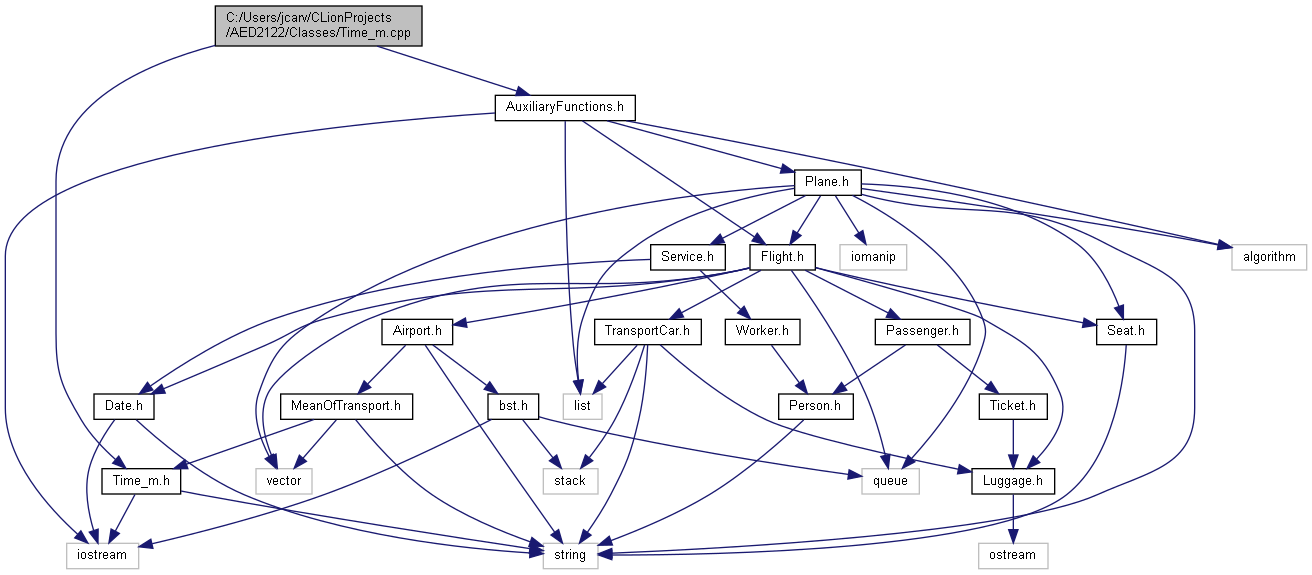 C:/Users/jcarv/CLionProjects
/AED2122/Classes/Time_m.cpp
AuxiliaryFunctions.h
Plane.h
Service.h
Flight.h
iomanip
algorithm
Airport.h
TransportCar.h
Worker.h
Passenger.h
Seat.h
Date.h
MeanOfTransport.h
bst.h
list
Person.h
Ticket.h
Time_m.h
vector
stack
queue
Luggage.h
iostream
string
ostream